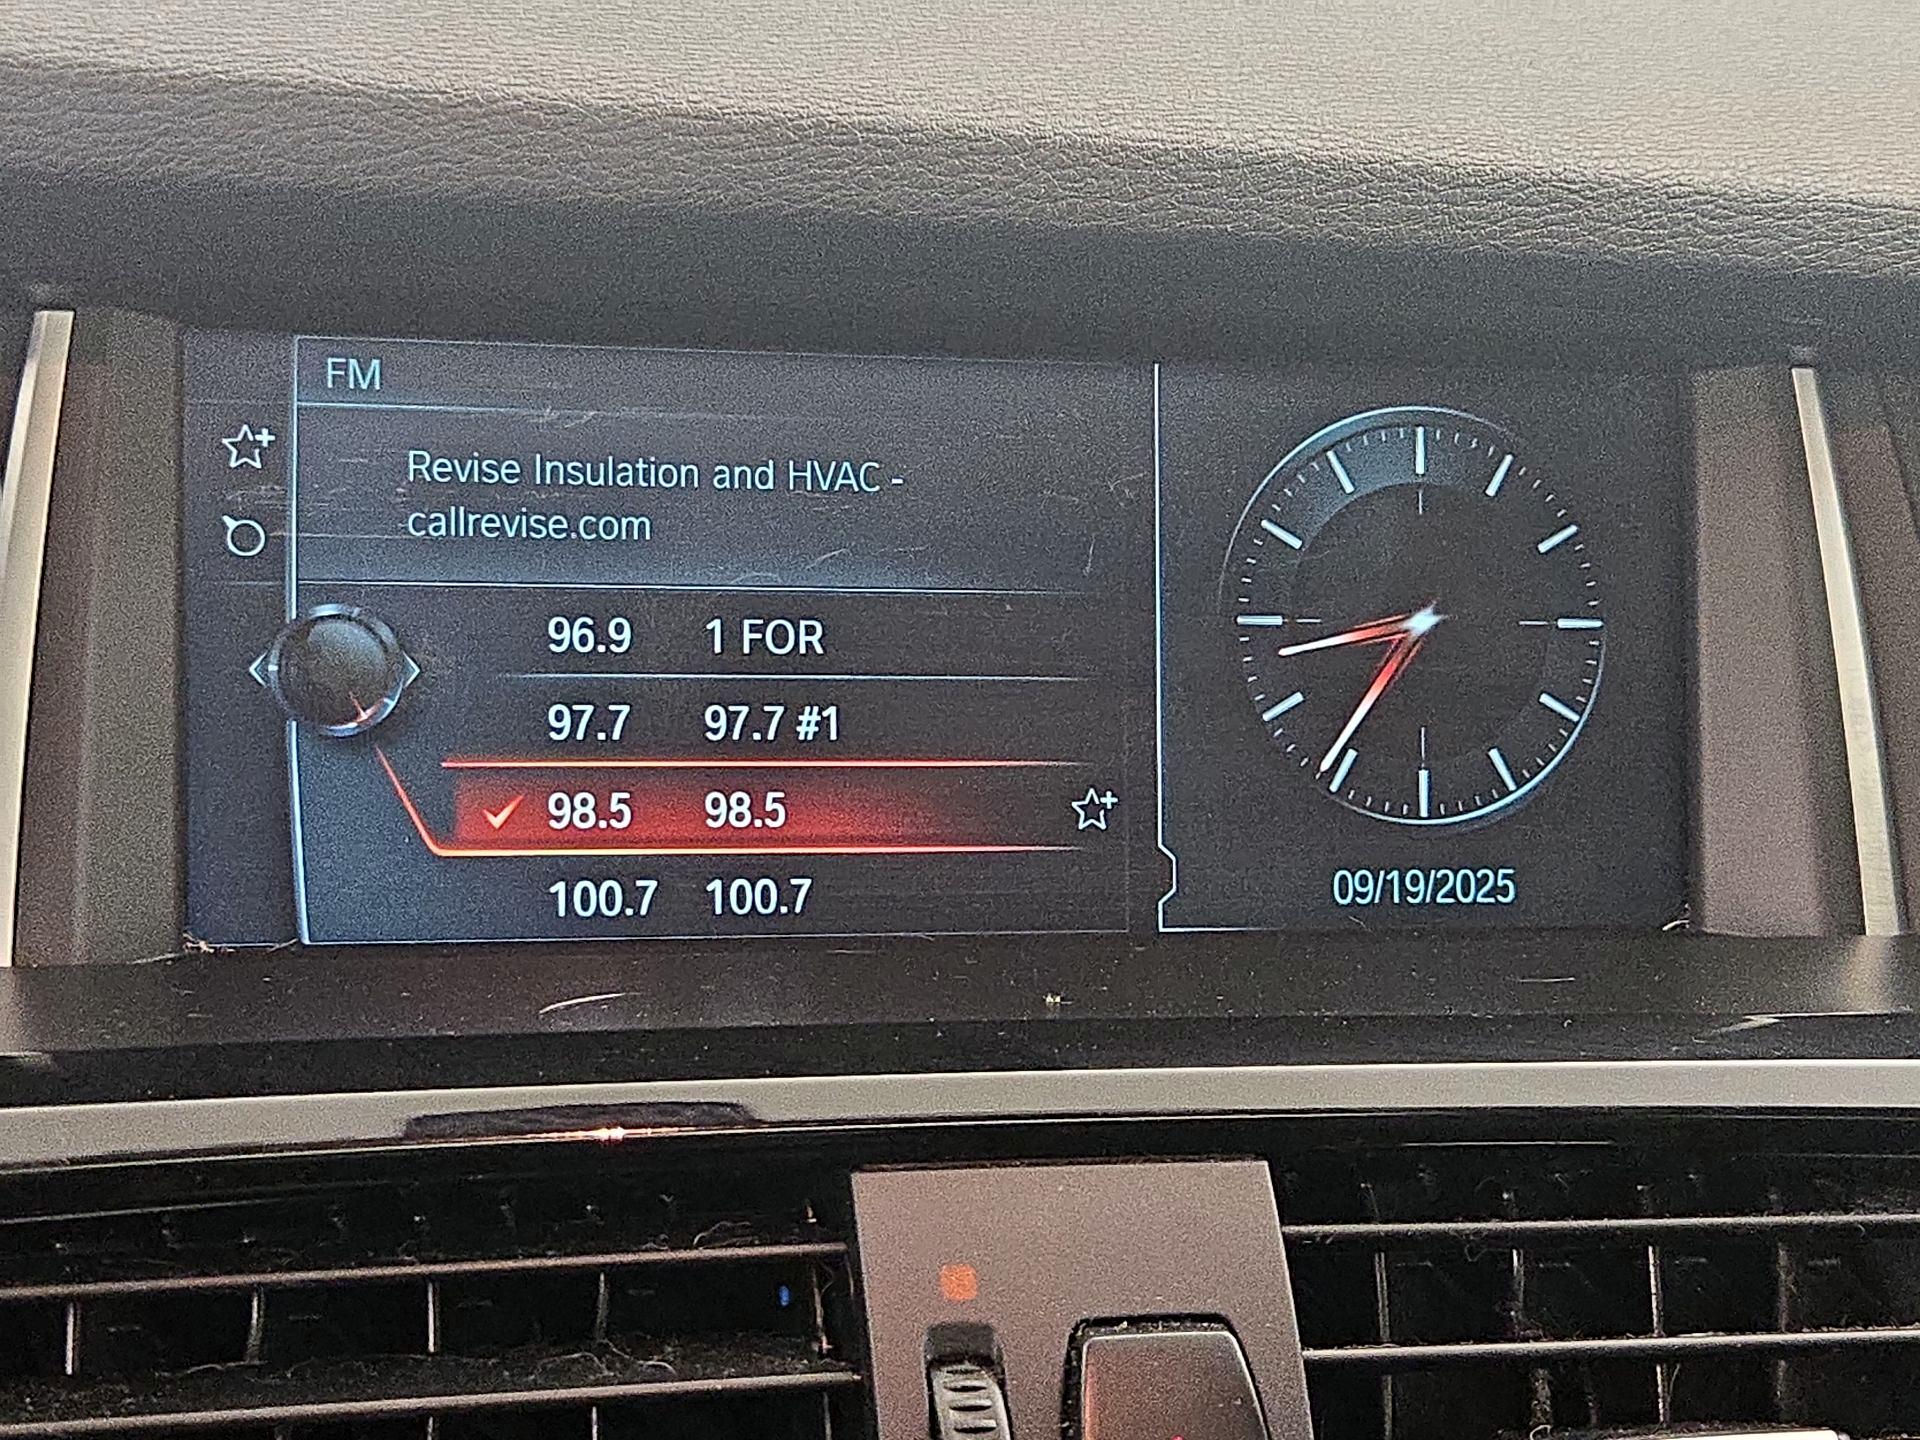 FM
Revise Insulation and HVAC -
callrevise.com
96.9 1 FOR
97.7 97.7 #1
98.5 98.5
100.7 100.7
09/19/2025